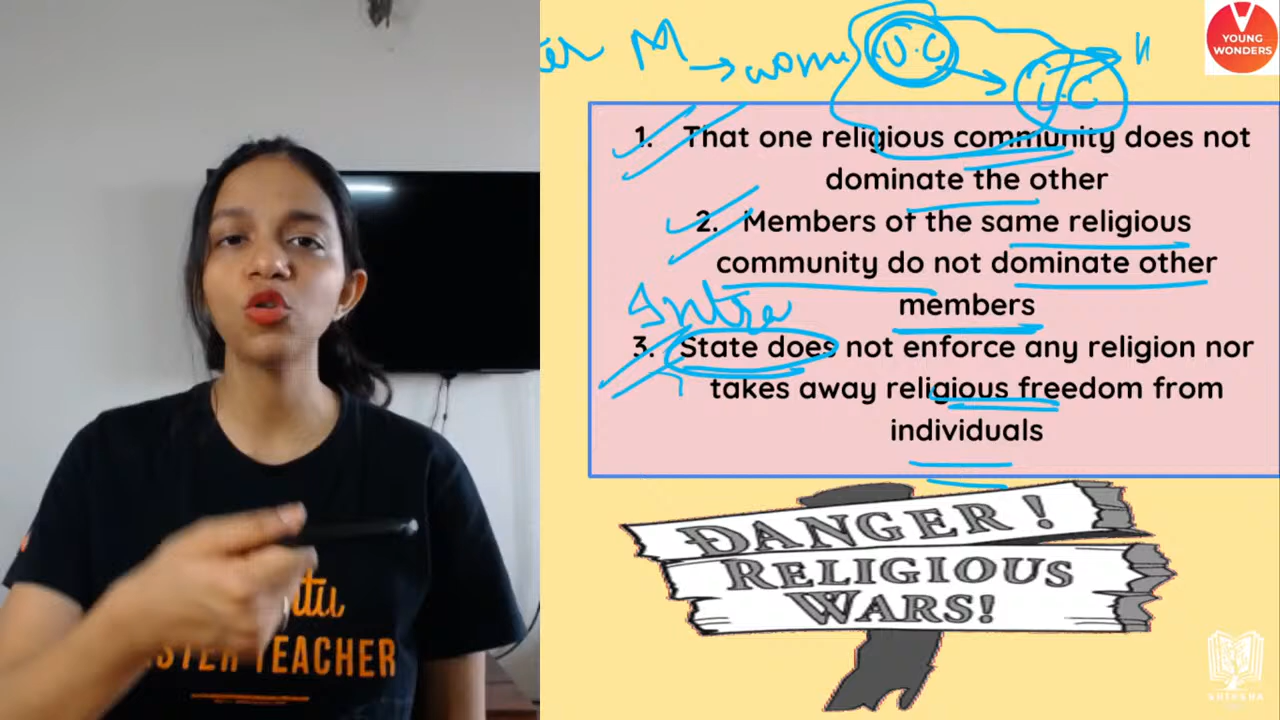 YOUNG
WONDERS
M → wome
U.C → U.C
1. That one religious community does not
dominate the other
2. Members of the same religious
community do not dominate other
members
Intra
3. State does not enforce any religion nor
takes away religious freedom from
individuals
DANGER!
RELIGIOUS
WARS!
TEACHER
SHIKSHA